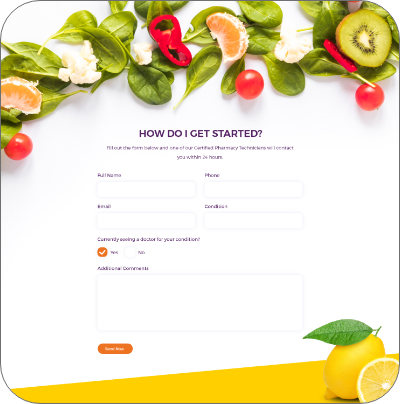 HOW DO I GET STARTED?
Fill out the form below and one of our Certified Pharmacy Technicians will contact
you within 24 hours.
Full Name Phone
Email Condition
Currently seeing a doctor for your condition?
Yes No
Additional Comments
Send Now